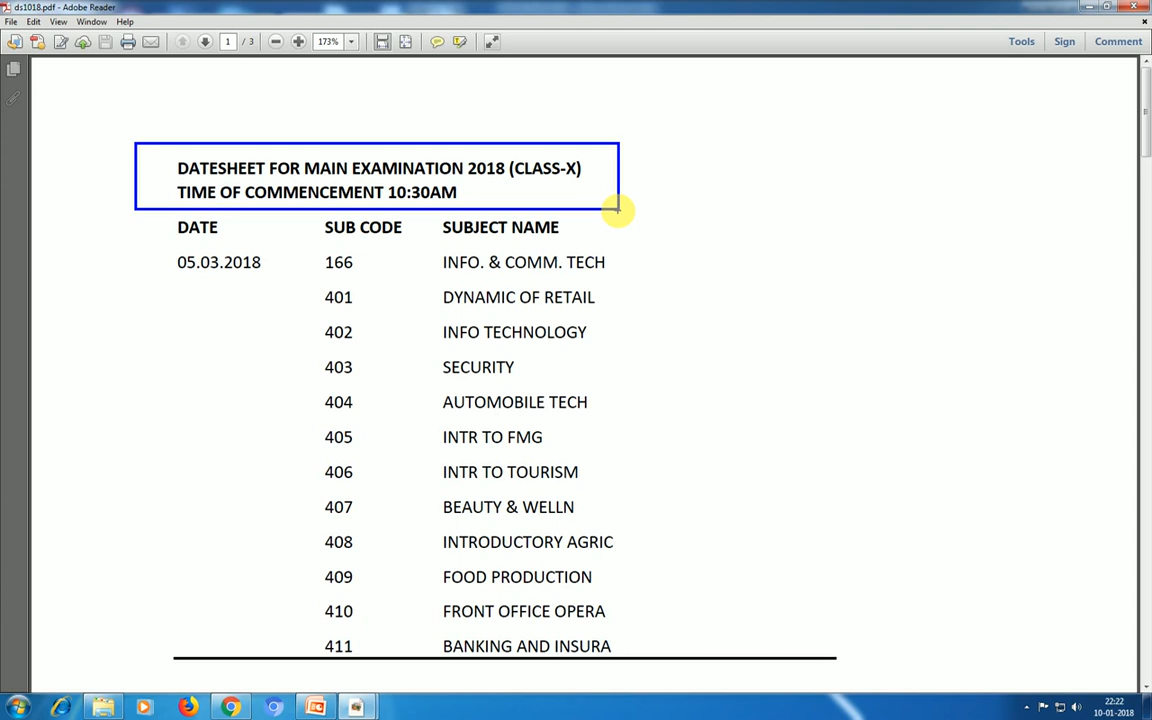 ds1018.pdf - Adobe Reader
File Edit View Window Help
1 / 3 173% Tools Sign Comment
DATESHEET FOR MAIN EXAMINATION 2018 (CLASS-X)
TIME OF COMMENCEMENT 10:30AM
DATE SUB CODE SUBJECT NAME
05.03.2018 166 INFO. & COMM. TECH
401 DYNAMIC OF RETAIL
402 INFO TECHNOLOGY
403 SECURITY
404 AUTOMOBILE TECH
405 INTR TO FMG
406 INTR TO TOURISM
407 BEAUTY & WELLN
408 INTRODUCTORY AGRIC
409 FOOD PRODUCTION
410 FRONT OFFICE OPERA
411 BANKING AND INSURA
22:22
10-01-2018